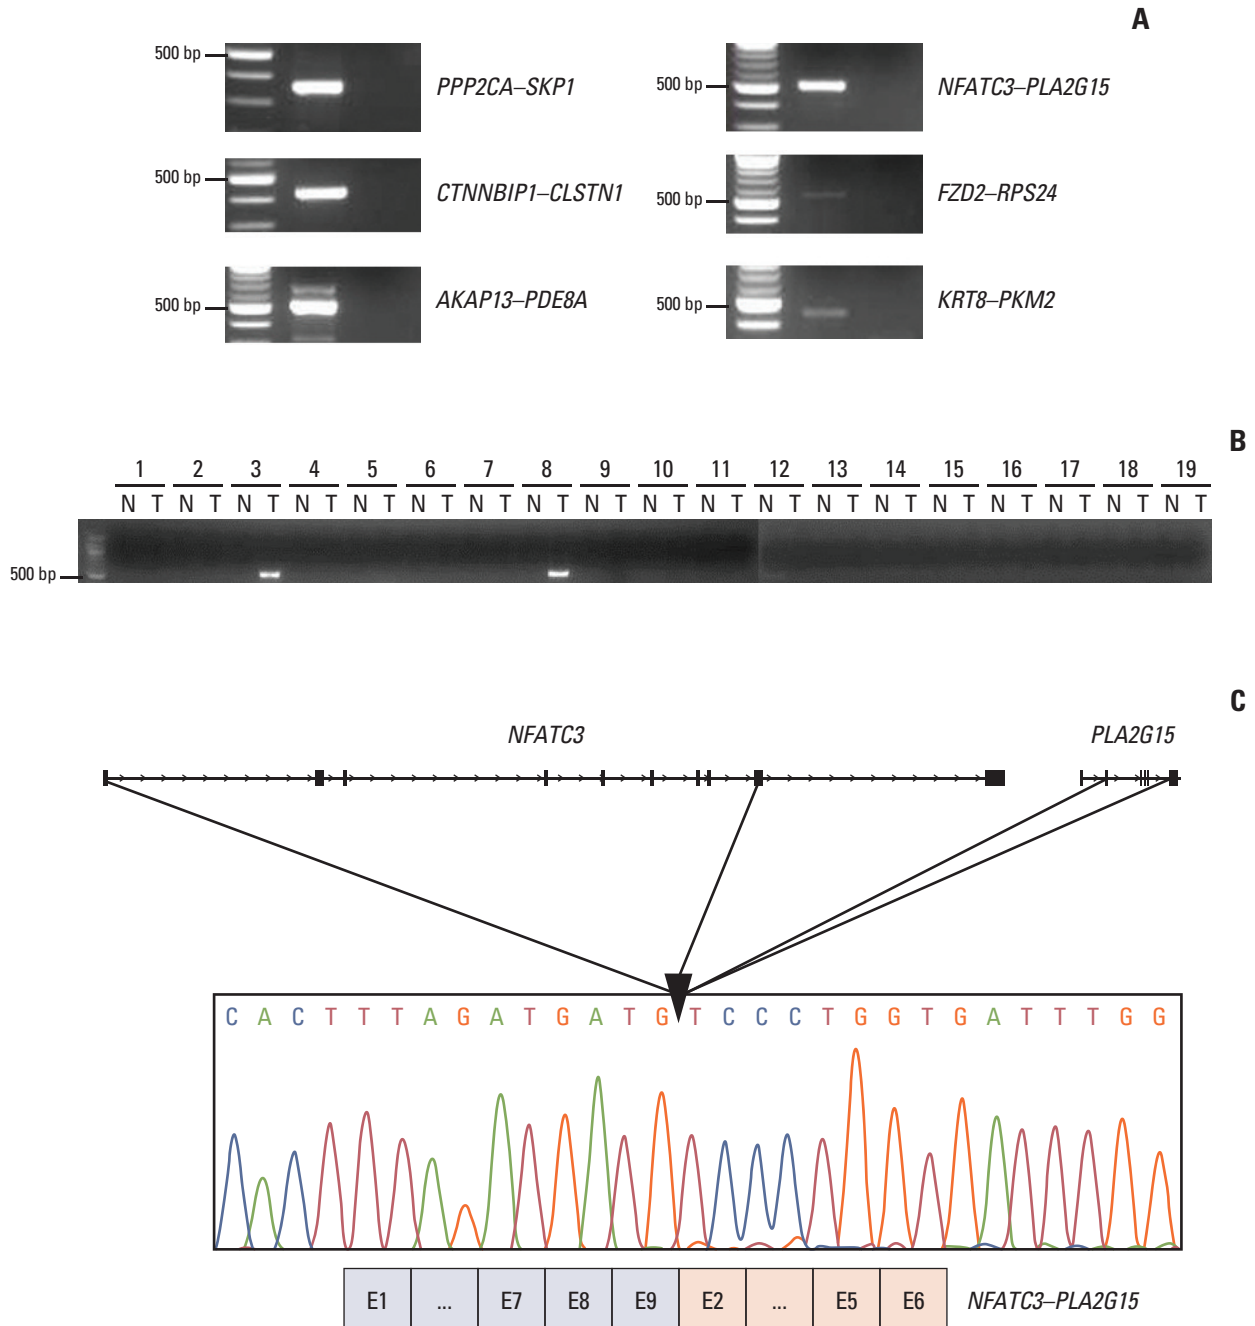 A
500 bp
PPP2CA–SKP1
500 bp
NFATC3–PLA2G15
500 bp
CTNNBIP1–CLSTN1
500 bp
FZD2–RPS24
500 bp
AKAP13–PDE8A
500 bp
KRT8–PKM2
B
1 2 3 4 5 6 7 8 9 10 11 12 13 14 15 16 17 18 19
N T N T N T N T N T N T N T N T N T N T N T N T N T N T N T N T N T N T N T
500 bp
C
NFATC3 PLA2G15
C A C T T T A G A T G A T G T C C C T G G T G A T T T G G
E1 ... E7 E8 E9 E2 ... E5 E6 NFATC3–PLA2G15